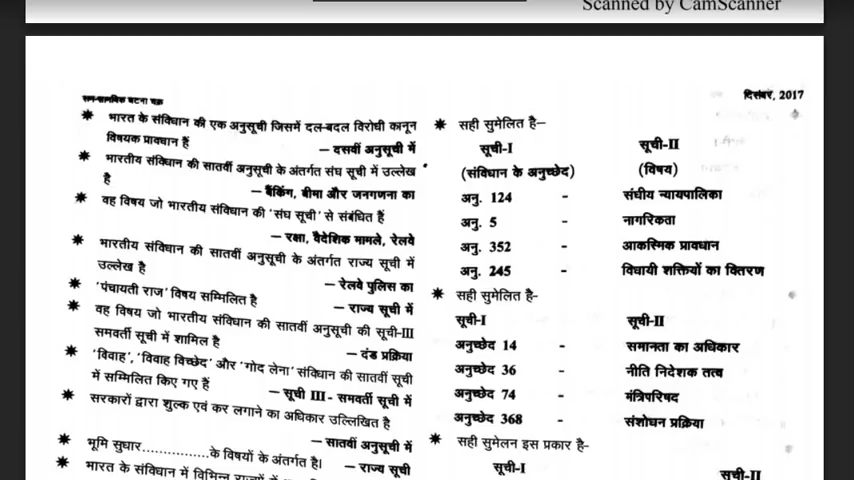 Scanned by CamScanner
सम-सामयिक घटना चक्र
दिसंबर, 2017
* भारत के संविधान की एक अनुसूची जिसमें दल-बदल विरोधी कानून
विषयक प्रावधान हैं
– दसवीं अनुसूची में
* भारतीय संविधान की सातवीं अनुसूची के अंतर्गत संघ सूची में उल्लेख
है
– बैंकिंग, बीमा और जनगणना का
* वह विषय जो भारतीय संविधान की 'संघ सूची' से संबंधित हैं
– रक्षा, वैदेशिक मामले, रेलवे
* भारतीय संविधान की सातवीं अनुसूची के अंतर्गत राज्य सूची में
उल्लेख है
– रेलवे पुलिस का
* 'पंचायती राज' विषय सम्मिलित है
– राज्य सूची में
* वह विषय जो भारतीय संविधान की सातवीं अनुसूची की सूची-III
समवर्ती सूची में शामिल है
– दंड प्रक्रिया
* 'विवाह', 'विवाह विच्छेद' और 'गोद लेना' संविधान की सातवीं सूची
में सम्मिलित किए गए हैं
– सूची III - समवर्ती सूची में
* सरकारों द्वारा शुल्क एवं कर लगाने का अधिकार उल्लिखित है
– सातवीं अनुसूची में
* भूमि सुधार................के विषयों के अंतर्गत है।
– राज्य सूची
* भारत के संविधान में विभिन्न राज्यों में
* सही सुमेलित है–
सूची-I सूची-II
(संविधान के अनुच्छेद) (विषय)
अनु. 124 - संघीय न्यायपालिका
अनु. 5 - नागरिकता
अनु. 352 - आकस्मिक प्रावधान
अनु. 245 - विधायी शक्तियों का वितरण
* सही सुमेलित है-
सूची-I सूची-II
अनुच्छेद 14 - समानता का अधिकार
अनुच्छेद 36 - नीति निदेशक तत्व
अनुच्छेद 74 - मंत्रिपरिषद
अनुच्छेद 368 - संशोधन प्रक्रिया
* सही सुमेलन इस प्रकार है-
सूची-I सूची-II